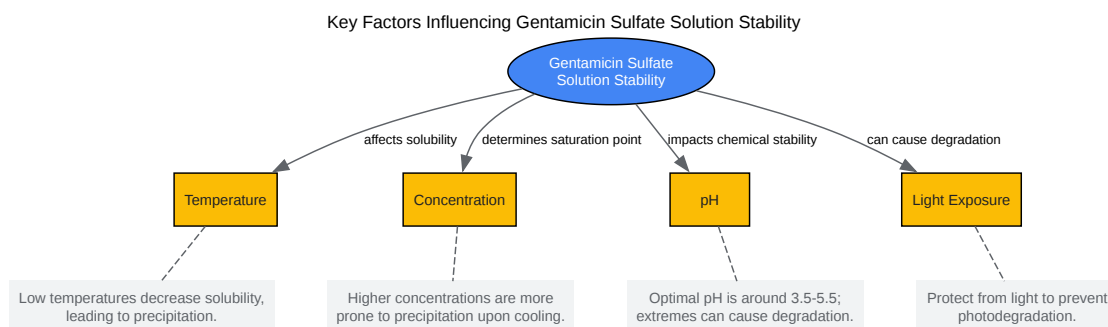 Key Factors Influencing Gentamicin Sulfate Solution Stability
Gentamicin Sulfate
Solution Stability
affects solubility
determines saturation point
impacts chemical stability
can cause degradation
Temperature
Concentration
pH
Light Exposure
Low temperatures decrease solubility,
leading to precipitation.
Higher concentrations are more
prone to precipitation upon cooling.
Optimal pH is around 3.5-5.5;
extremes can cause degradation.
Protect from light to prevent
photodegradation.